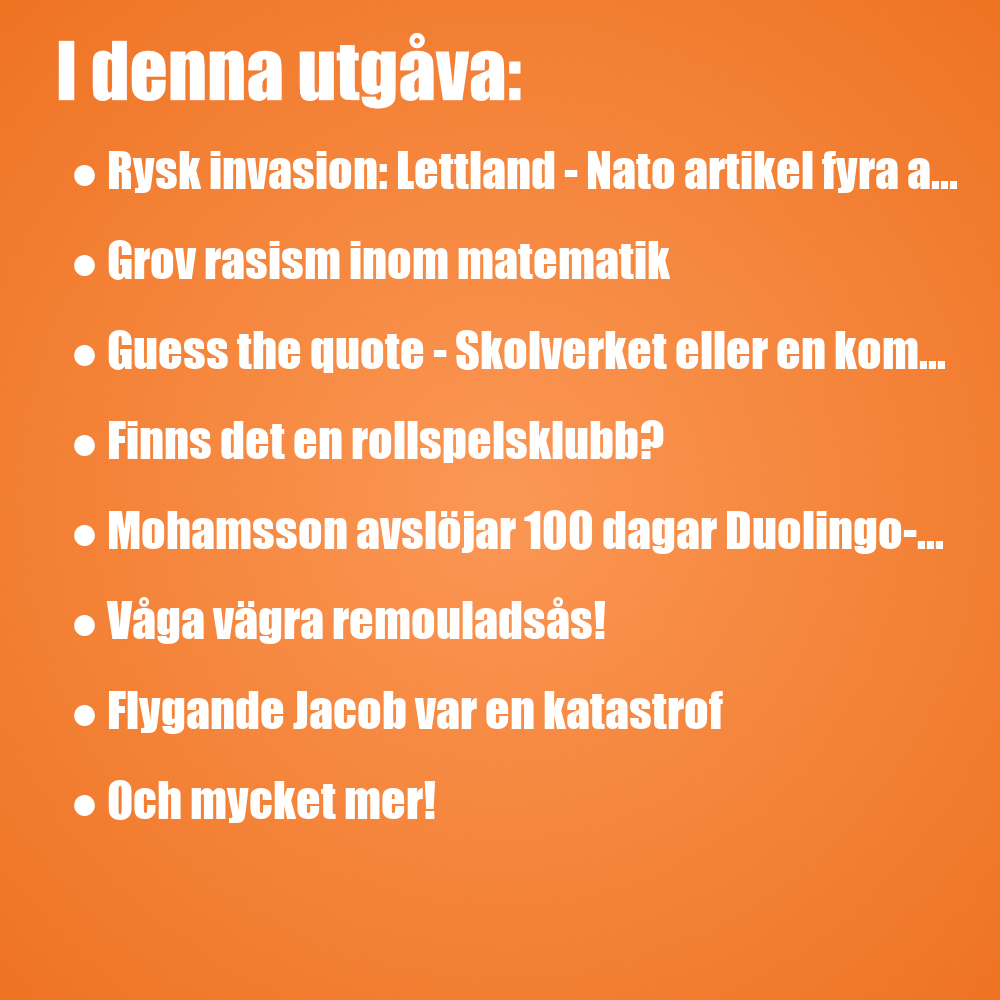 I denna utgåva:
• Rysk invasion: Lettland - Nato artikel fyra a...
• Grov rasism inom matematik
• Guess the quote - Skolverket eller en kom...
• Finns det en rollspelsklubb?
• Mohamsson avslöjar 100 dagar Duolingo-...
• Våga vägra remouladsås!
• Flygande Jacob var en katastrof
• Och mycket mer!